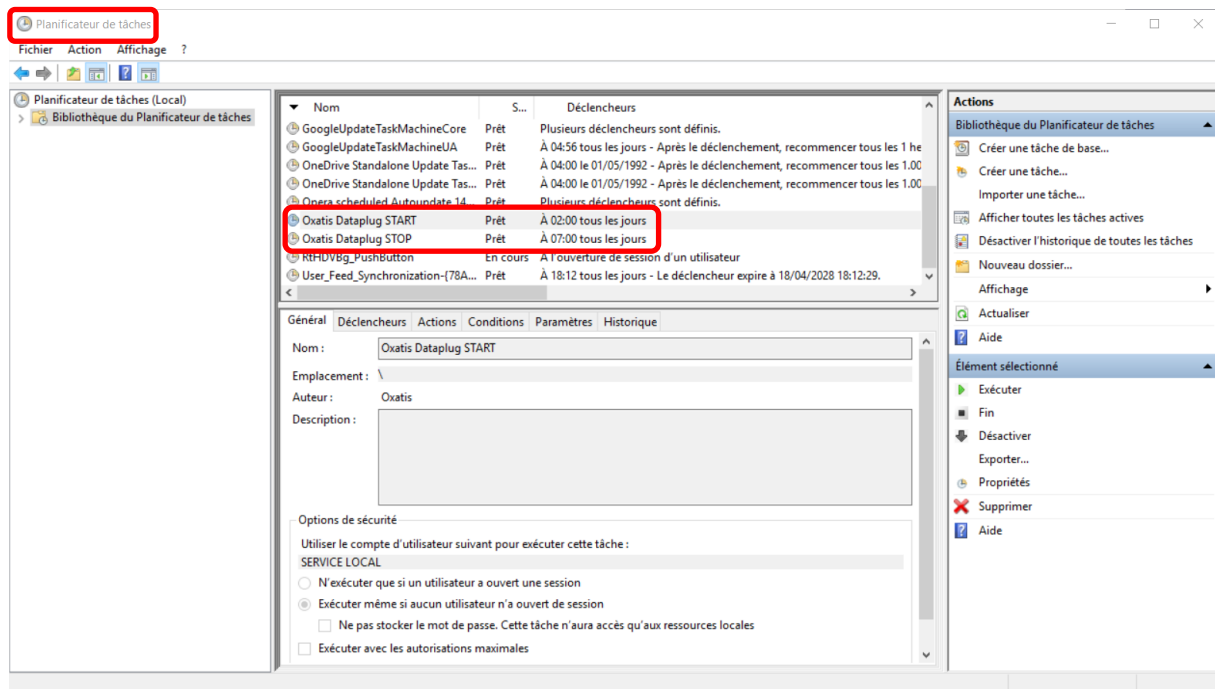 Planificateur de tâches
Fichier Action Affichage ?
Planificateur de tâches (Local)
Bibliothèque du Planificateur de tâches
Nom S... Déclencheurs
GoogleUpdateTaskMachineCore Prêt Plusieurs déclencheurs sont définis.
GoogleUpdateTaskMachineUA Prêt À 04:56 tous les jours - Après le déclenchement, recommencer tous les 1 he
OneDrive Standalone Update Tas... Prêt À 04:00 le 01/05/1992 - Après le déclenchement, recommencer tous les 1.00
OneDrive Standalone Update Tas... Prêt À 04:00 le 01/05/1992 - Après le déclenchement, recommencer tous les 1.00
Opera scheduled Autoupdate 14... Prêt Plusieurs déclencheurs sont définis.
Oxatis Dataplug START Prêt À 02:00 tous les jours
Oxatis Dataplug STOP Prêt À 07:00 tous les jours
RtHDVBg_PushButton En cours À l'ouverture de session d'un utilisateur
User_Feed_Synchronization-{78A... Prêt À 18:12 tous les jours - Le déclencheur expire à 18/04/2028 18:12:29.
Général Déclencheurs Actions Conditions Paramètres Historique
Nom : Oxatis Dataplug START
Emplacement : \
Auteur : Oxatis
Description :
Options de sécurité
Utiliser le compte d'utilisateur suivant pour exécuter cette tâche :
SERVICE LOCAL
N'exécuter que si un utilisateur a ouvert une session
Exécuter même si aucun utilisateur n'a ouvert de session
Ne pas stocker le mot de passe. Cette tâche n'aura accès qu'aux ressources locales
Exécuter avec les autorisations maximales
Actions
Bibliothèque du Planificateur de tâches
Créer une tâche de base...
Créer une tâche...
Importer une tâche...
Afficher toutes les tâches actives
Désactiver l'historique de toutes les tâches
Nouveau dossier...
Affichage
Actualiser
Aide
Élément sélectionné
Exécuter
Fin
Désactiver
Exporter...
Propriétés
Supprimer
Aide